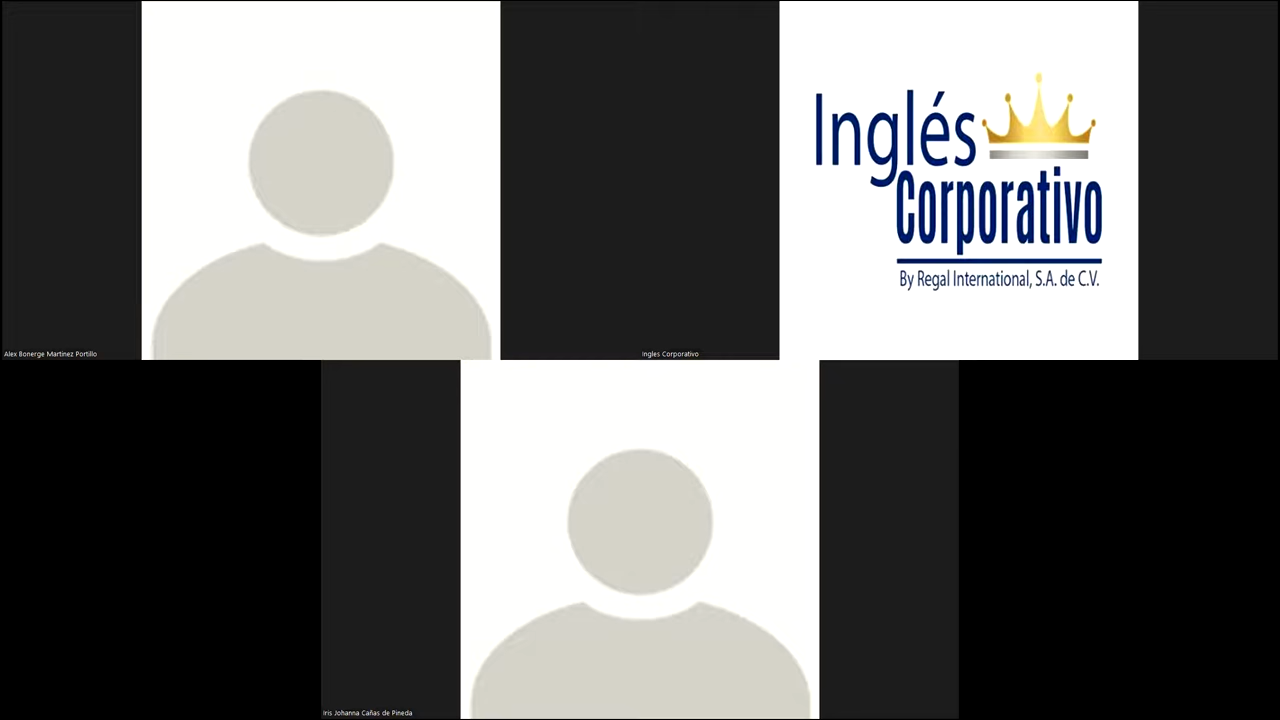 Inglés
Corporativo
By Regal International, S.A. de C.V.
Alex Bonerge Martinez Portillo
Ingles Corporativo
Iris Johanna Cañas de Pineda